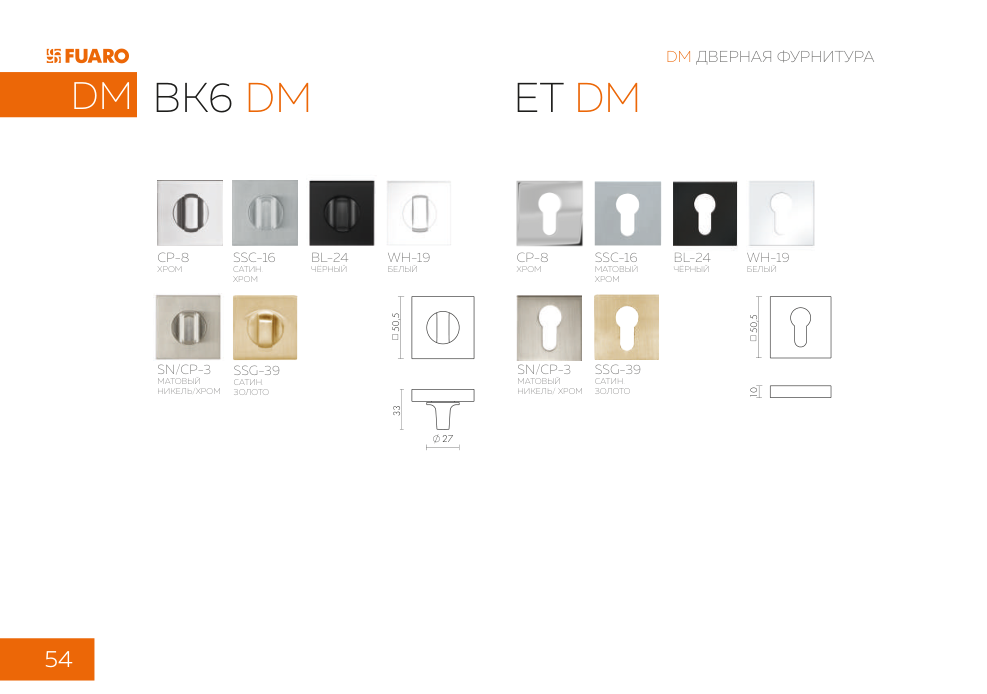 FUARO
DM ДВЕРНАЯ ФУРНИТУРА
DM
BK6 DM
ET DM
CP-8
ХРОМ
SSC-16
САТИН
ХРОМ
BL-24
ЧЕРНЫЙ
WH-19
БЕЛЫЙ
SN/CP-3
МАТОВЫЙ
НИКЕЛЬ/ХРОМ
SSG-39
САТИН
ЗОЛОТО
□ 50,5
33
Ø 27
CP-8
ХРОМ
SSC-16
МАТОВЫЙ
ХРОМ
BL-24
ЧЕРНЫЙ
WH-19
БЕЛЫЙ
SN/CP-3
МАТОВЫЙ
НИКЕЛЬ/ ХРОМ
SSG-39
САТИН
ЗОЛОТО
□ 50,5
10
54